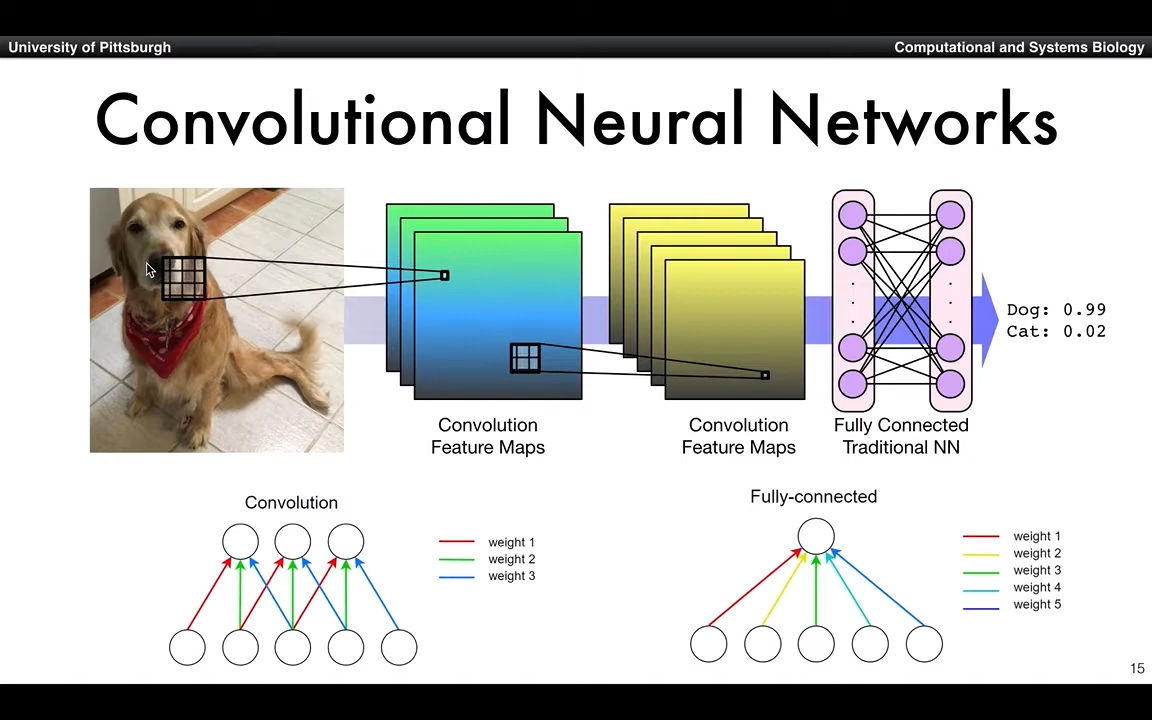 University of Pittsburgh
Computational and Systems Biology
Convolutional Neural Networks
Dog: 0.99
Cat: 0.02
Convolution
Feature Maps
Convolution
Feature Maps
Fully Connected
Traditional NN
Convolution
weight 1
weight 2
weight 3
Fully-connected
weight 1
weight 2
weight 3
weight 4
weight 5
15